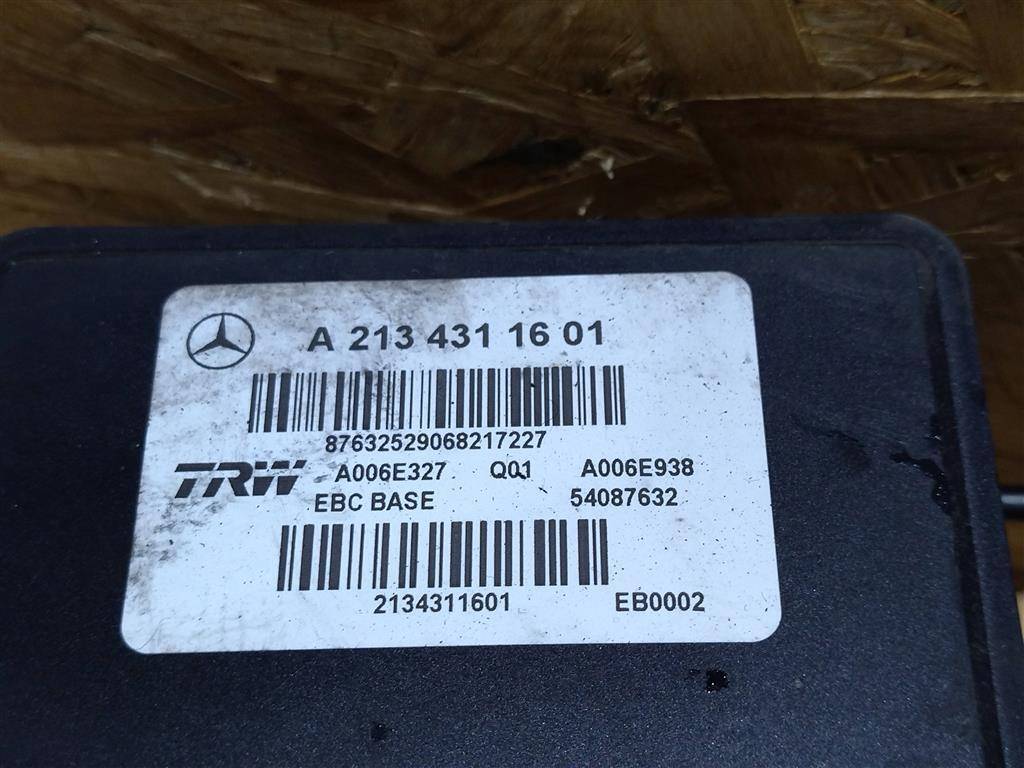 A 213 431 16 01
87632529068217227
TRW A006E327 Q01 A006E938
EBC BASE 54087632
2134311601 EB0002